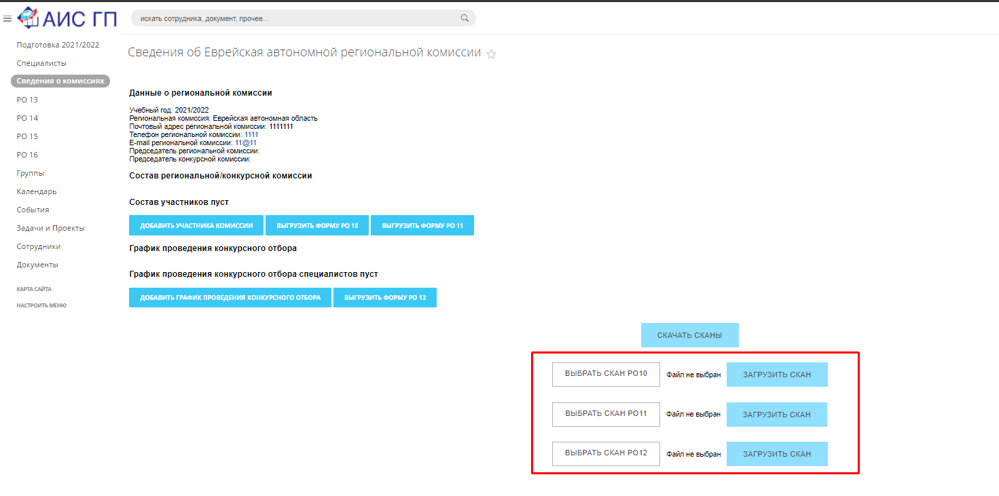 АИС ГП
искать сотрудника, документ, прочее...
Подготовка 2021/2022
Специалисты
Сведения о комиссиях
РО 13
РО 14
РО 15
РО 16
Группы
Календарь
События
Задачи и Проекты
Сотрудники
Документы
КАРТА САЙТА
НАСТРОИТЬ МЕНЮ
Сведения об Еврейская автономной региональной комиссии
Данные о региональной комиссии
Учебный год: 2021/2022
Региональная комиссия: Еврейская автономная область
Почтовый адрес региональной комиссии: 1111111
Телефон региональной комиссии: 1111
E-mail региональной комиссии: 11@11
Председатель региональной комиссии:
Председатель конкурсной комиссии:
Состав региональной/конкурсной комиссии
Состав участников пуст
ДОБАВИТЬ УЧАСТНИКА КОМИССИИ ВЫГРУЗИТЬ ФОРМУ РО 10 ВЫГРУЗИТЬ ФОРМУ РО 11
График проведения конкурсного отбора
График проведения конкурсного отбора специалистов пуст
ДОБАВИТЬ ГРАФИК ПРОВЕДЕНИЯ КОНКУРСНОГО ОТБОРА ВЫГРУЗИТЬ ФОРМУ РО 12
СКАЧАТЬ СКАНЫ
ВЫБРАТЬ СКАН РО10 Файл не выбран ЗАГРУЗИТЬ СКАН
ВЫБРАТЬ СКАН РО11 Файл не выбран ЗАГРУЗИТЬ СКАН
ВЫБРАТЬ СКАН РО12 Файл не выбран ЗАГРУЗИТЬ СКАН